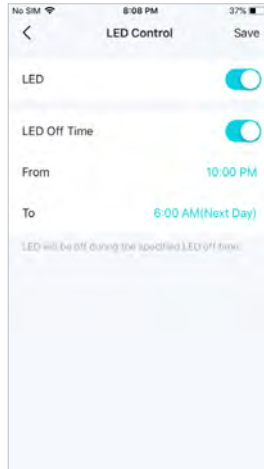 No SIM 8:08 PM 37%
LED Control Save
LED
LED Off Time
From 10:00 PM
To 6:00 AM(Next Day)
LED will be off during the specified LED off time.